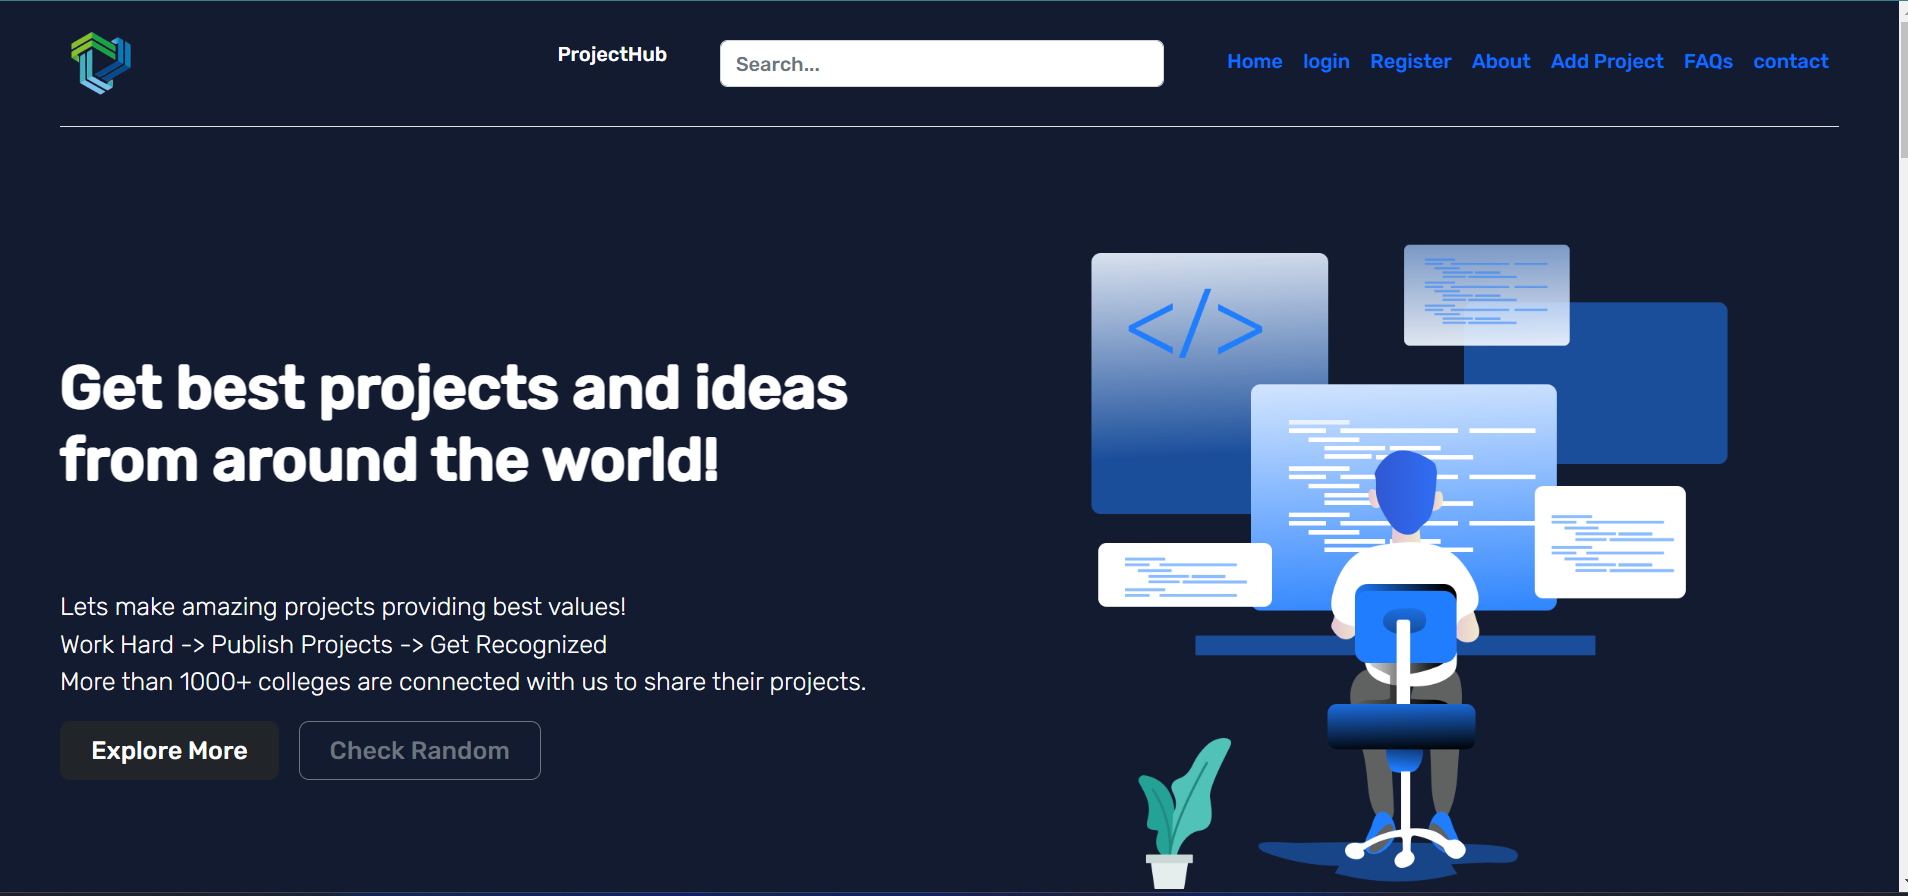 ProjectHub
Search...
Home login Register About Add Project FAQs contact
</>
Get best projects and ideas
from around the world!
Lets make amazing projects providing best values!
Work Hard -> Publish Projects -> Get Recognized
More than 1000+ colleges are connected with us to share their projects.
Explore More
Check Random